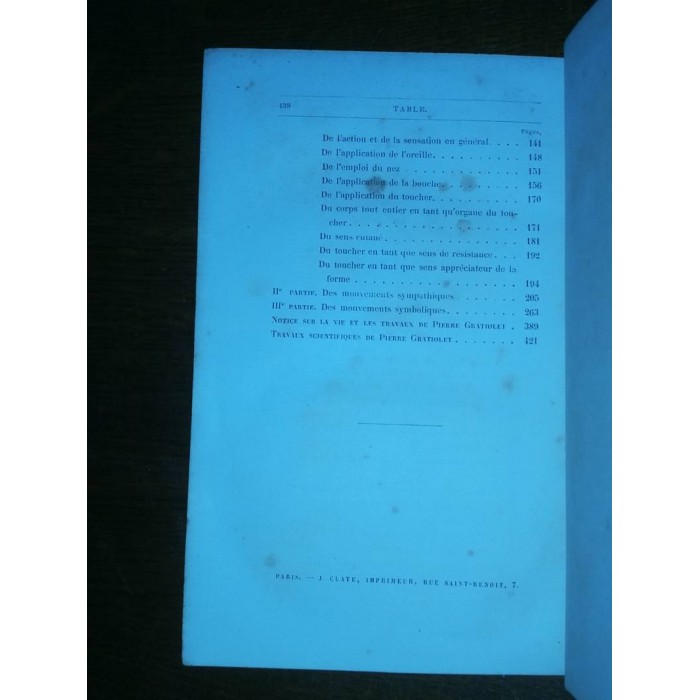 438 TABLE.
Pages.
De l'action et de la sensation en général. . . . 141
De l'application de l'oreille. . . . . . . . . . 148
De l'emploi du nez . . . . . . . . . . . . . 151
De l'application de la bouche. . . . . . . . . 156
De l'application du toucher. . . . . . . . . . 170
Du corps tout entier en tant qu'organe du tou-
cher. . . . . . . . . . . . . . . . . . . 171
Du sens cutané . . . . . . . . . . . . . . 181
Du toucher en tant que sens de résistance. . . 192
Du toucher en tant que sens appréciateur de la
forme . . . . . . . . . . . . . . . . . . 194
IIe PARTIE. Des mouvements sympathiques. . . . . . . 205
IIIe PARTIE. Des mouvements symboliques. . . . . . . . 263
NOTICE SUR LA VIE ET LES TRAVAUX DE PIERRE GRATIOLET . 389
TRAVAUX SCIENTIFIQUES DE PIERRE GRATIOLET . . . . . . . 421
PARIS. — J. CLAYE, IMPRIMEUR, RUE SAINT-BENOIT, 7.